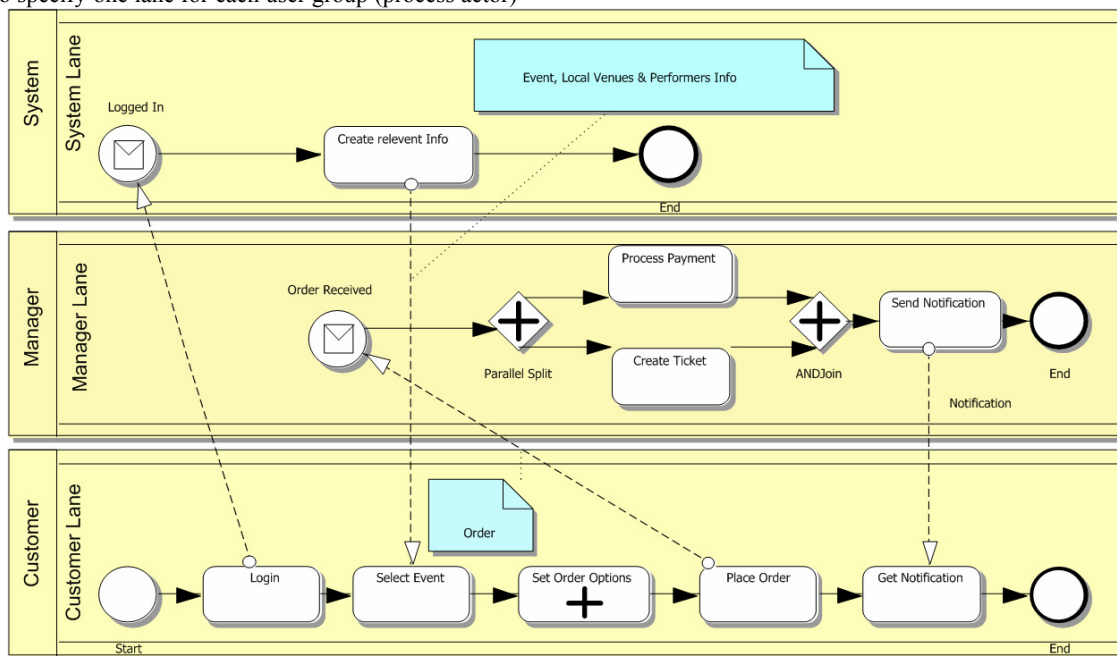 o specify one lane for each user group (process actor)
System
System Lane
Logged In
Create relevent Info
Event, Local Venues & Performers Info
End
Manager
Manager Lane
Order Received
Parallel Split
Process Payment
Create Ticket
ANDJoin
Send Notification
End
Notification
Customer
Customer Lane
Order
Start
Login
Select Event
Set Order Options
Place Order
Get Notification
End